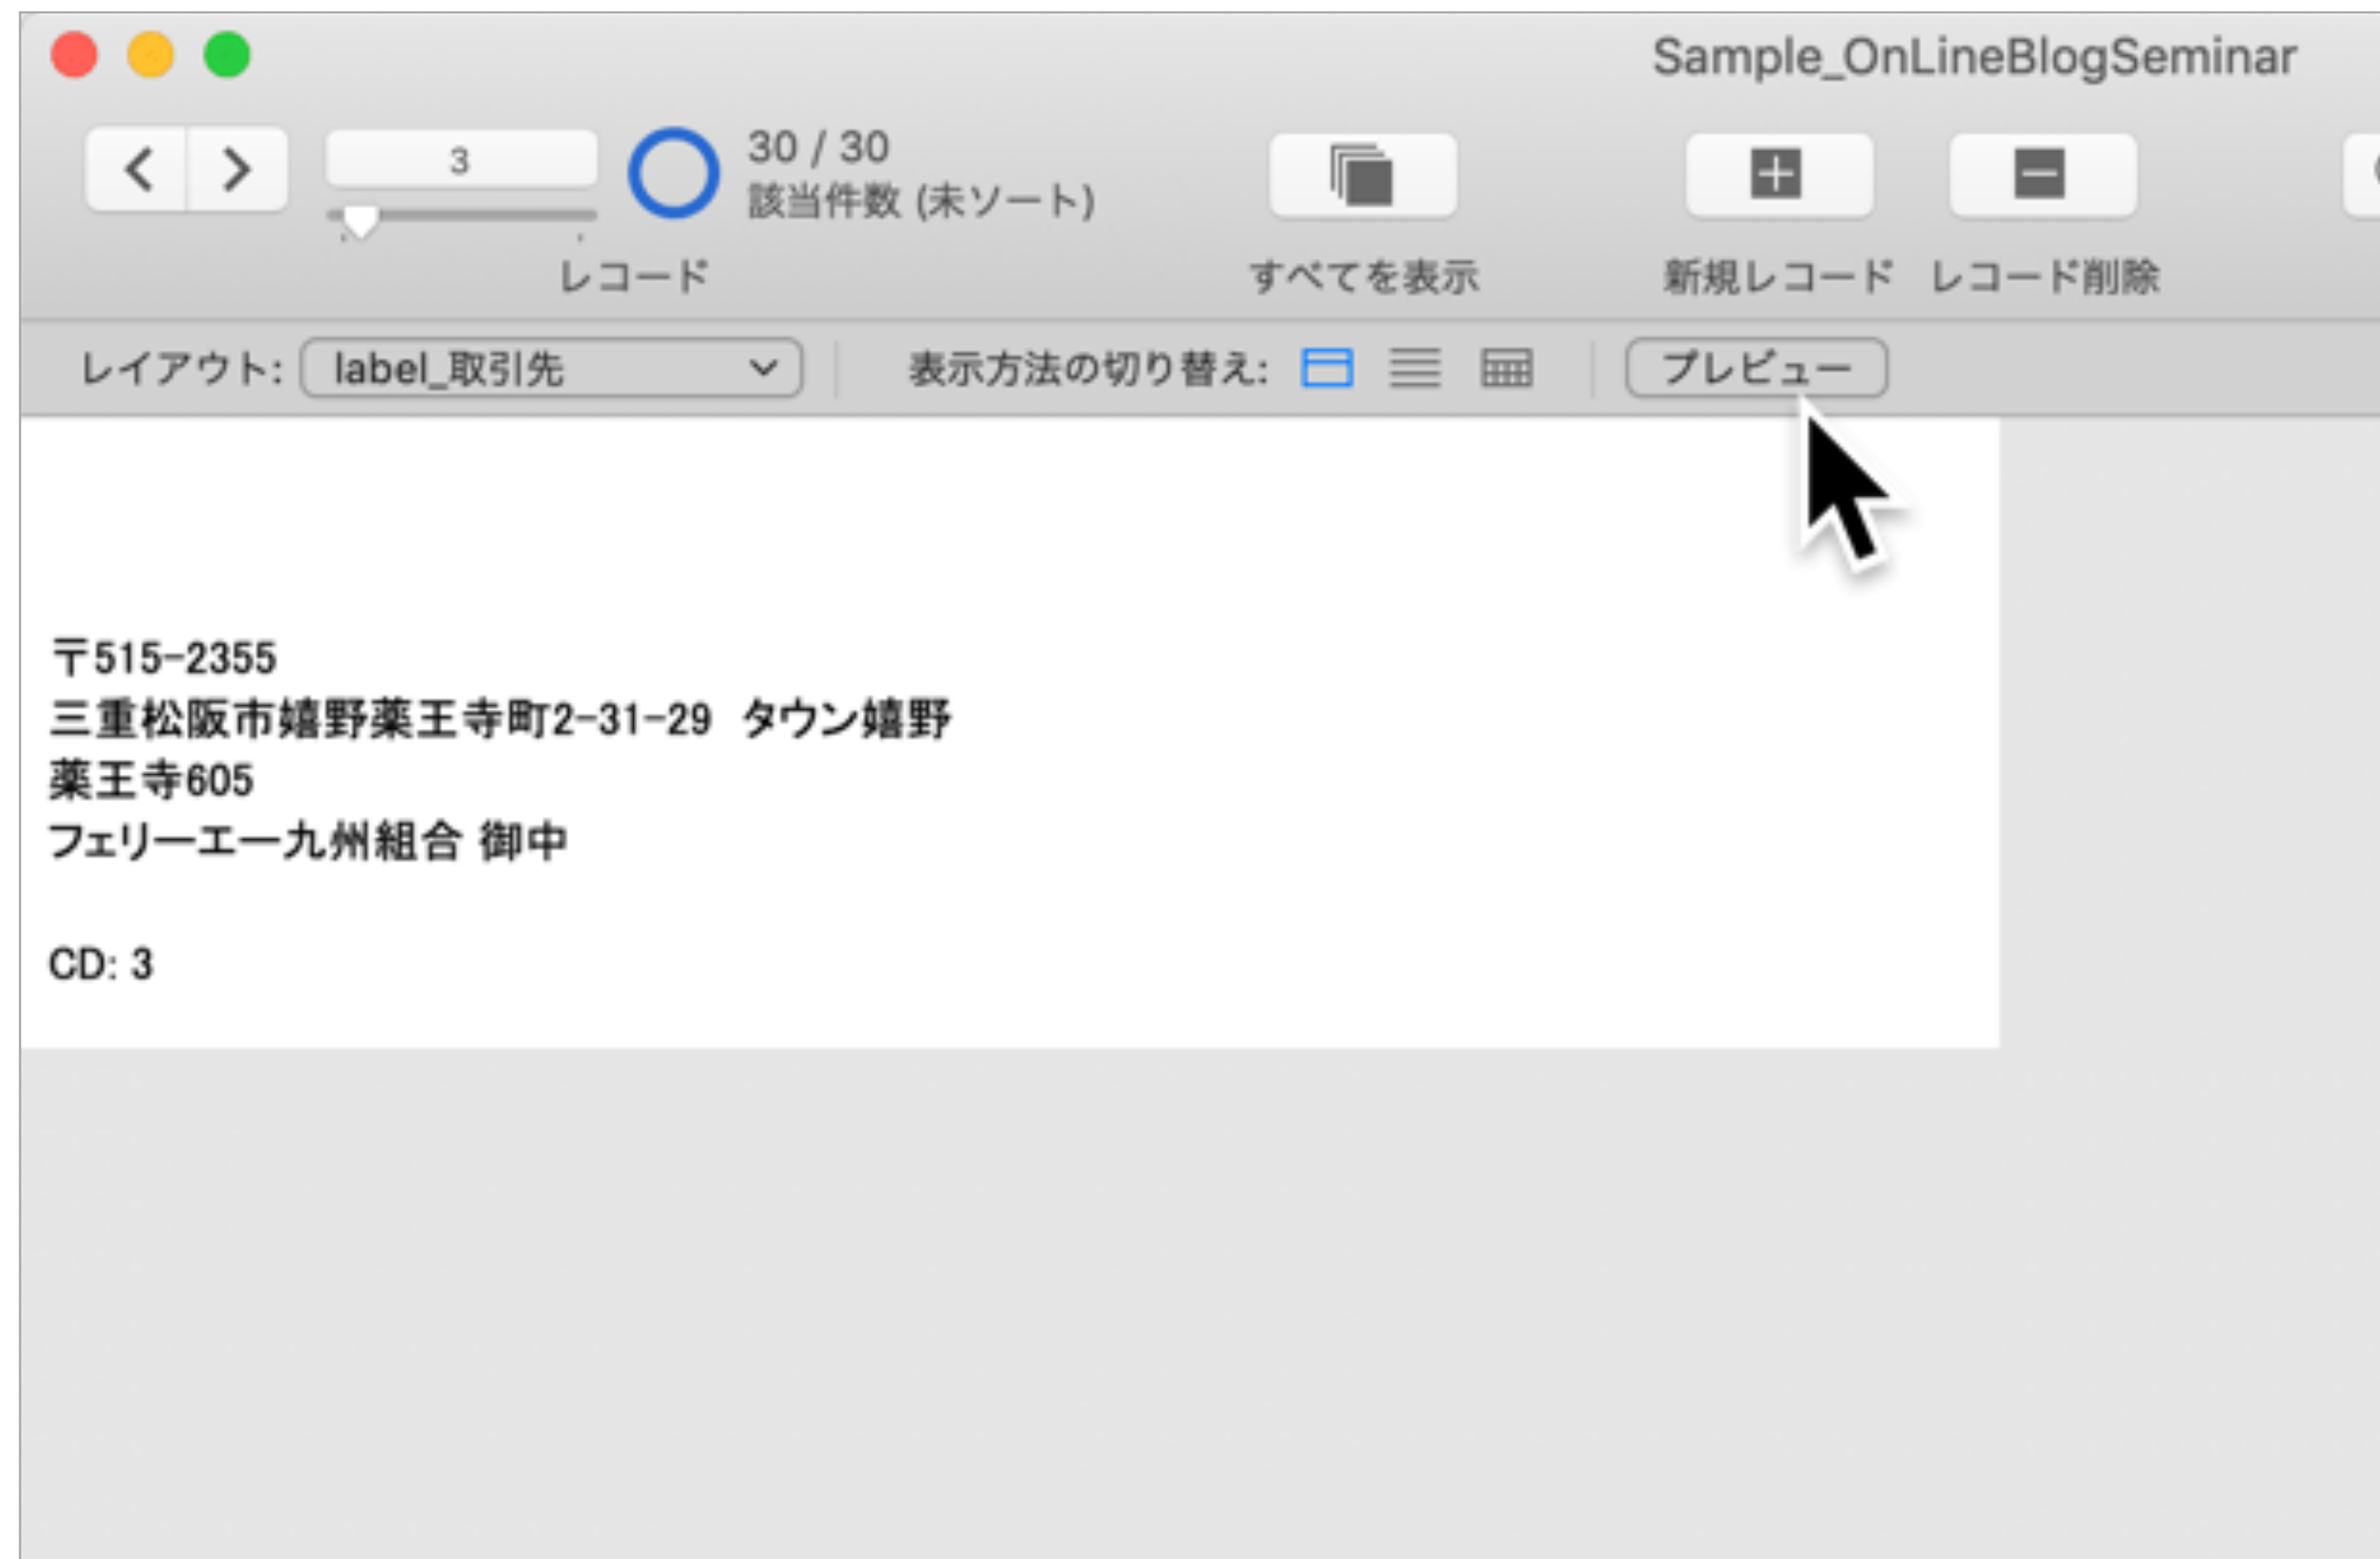 Sample_OnLineBlogSeminar
3
30 / 30
該当件数 (未ソート)
レコード
すべてを表示
新規レコード
レコード削除
レイアウト: label_取引先
表示方法の切り替え:
プレビュー
〒515-2355
三重松阪市嬉野薬王寺町2-31-29 タウン嬉野
薬王寺605
フェリーエー九州組合 御中
CD: 3